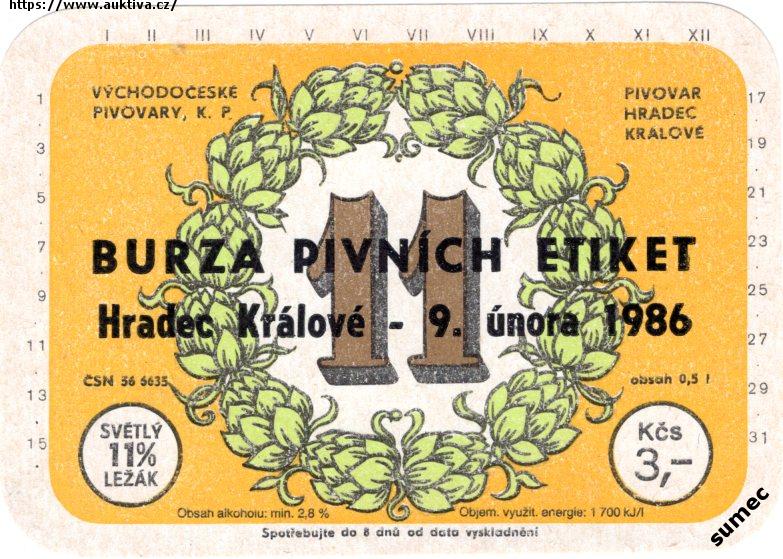 https://www.auktiva.cz/
I II III IV V VI VII VIII IX X XI XII
VÝCHODOČESKÉ
PIVOVARY, K. P.
PIVOVAR
HRADEC
KRÁLOVÉ
1
3
5
7
9
11
13
15
17
19
21
23
25
27
29
31
11
BURZA PIVNÍCH ETIKET
Hradec Králové - 9. února 1986
ČSN 56 6635
obsah 0,5 l
SVĚTLÝ
11%
LEŽÁK
Kčs
3,-
Obsah alkoholu: min. 2,8 %
Objem. využit. energie: 1 700 kJ/l
Spotřebujte do 8 dnů od data vyskladnění
sumec